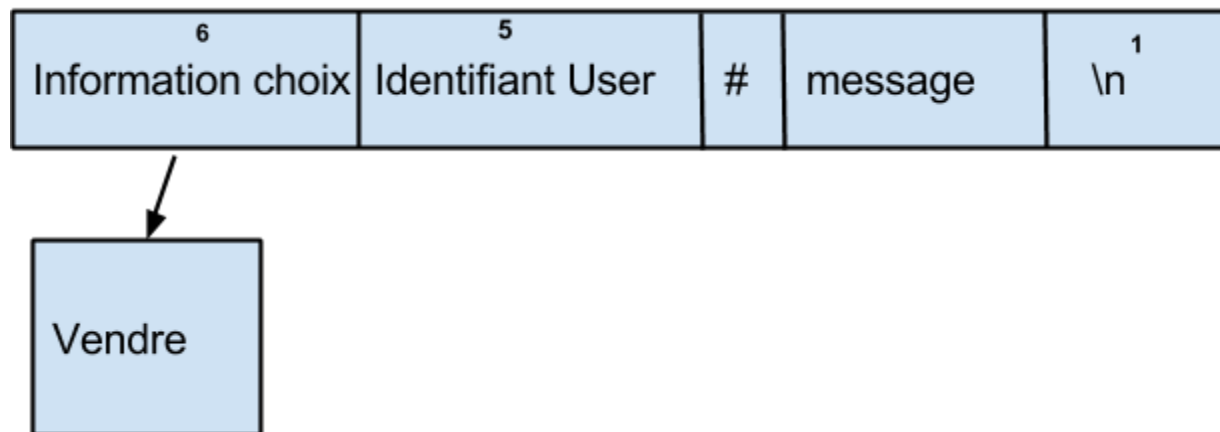 6
Information choix
5
Identifiant User
#
message
1
\n
Vendre